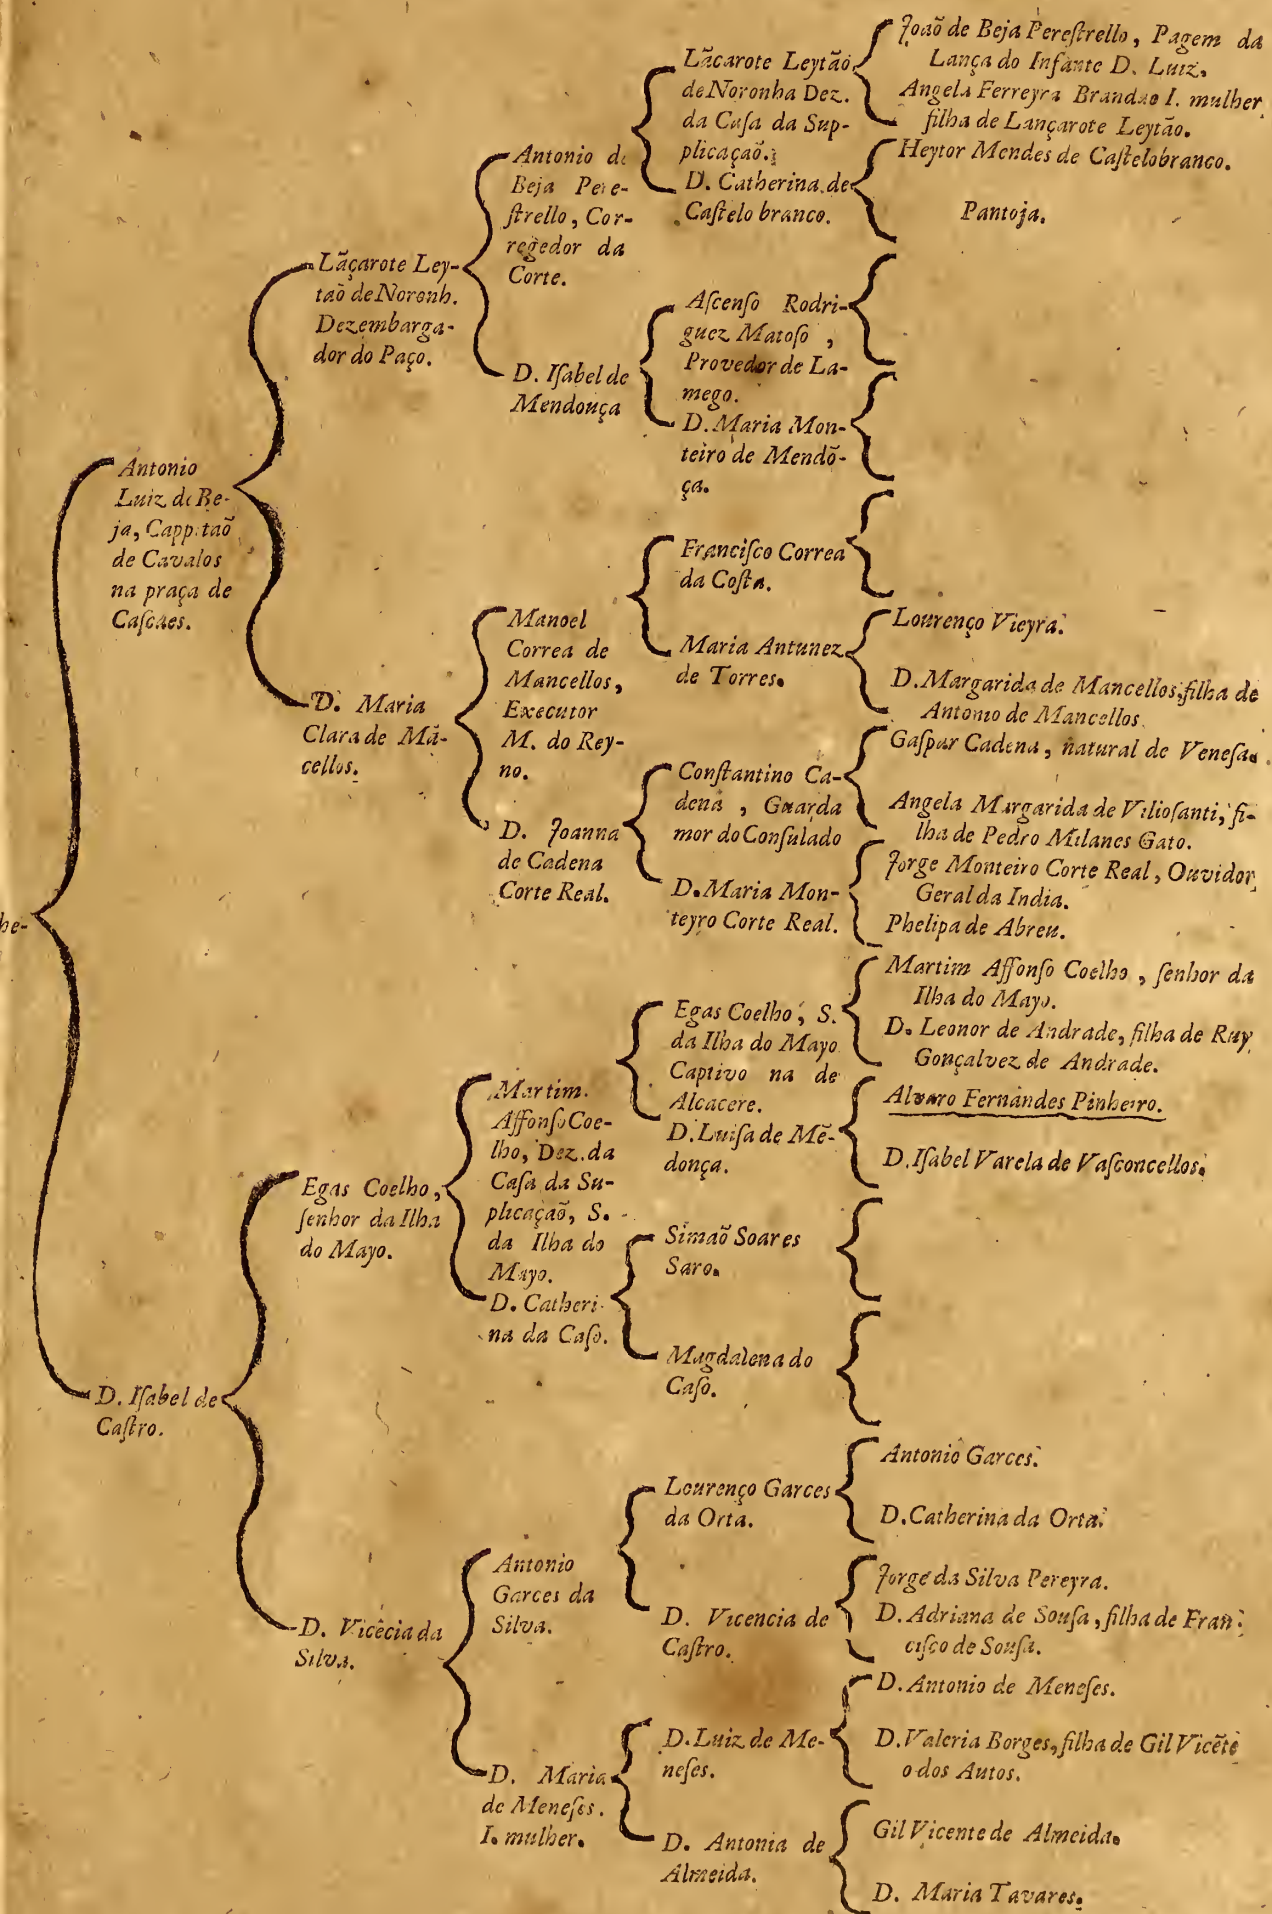 Joaõ de Beja Pereſtrello, Pagem da
Lança do Infante D. Luiz.
Angela Ferreyra Brandao I. mulher
filha de Lançarote Leytão.
Heytor Mendes de Caſtelobranco.
Pantoja.
Lãcarote Leytaõ
de Noronha Dez.
da Caſa da Sup-
plicaçaõ.
D. Catherina de
Caſtelo branco.
Antonio de
Beja Pere-
ſtrello, Cor-
regedor da
Corte.
Lãçarote Ley-
taõ de Noronh.
Dezembarga-
dor do Paço.
D. Iſabel de
Mendouça
Aſcenſo Rodri-
guez Matoſo,
Provedor de La-
mego.
D. Maria Mon-
teiro de Mendõ-
ça.
Antonio
Luiz de Be-
ja, Cappitaõ
de Cavalos
na praça de
Caſcaes.
Franciſco Correa
da Coſta.
Maria Antunez
de Torres.
Lourenço Vieyra.
D. Margarida de Mancellos, filha de
Antonio de Mancellos.
Manoel
Correa de
Mancellos,
Executor
M. do Rey-
no.
D. Maria
Clara de Mã-
cellos.
D. Joanna
de Cadena
Corte Real.
Conſtantino Ca-
dena, Guarda
mor do Conſulado
D. Maria Mon-
teyro Corte Real.
Gaſpar Cadena, natural de Veneſa.
Angela Margarida de Vilioſanti, fi-
lha de Pedro Milanes Gato.
Jorge Monteiro Corte Real, Ouvidor
Geral da India.
Phelipa de Abreu.
he-
Martim Affonſo Coelho, ſenhor da
Ilha do Mayo.
D. Leonor de Andrade, filha de Ruy
Gonçalvez de Andrade.
Alvaro Fernandes Pinheiro.
D. Iſabel Varela de Vaſconcellos.
Egas Coelho, S.
da Ilha do Mayo
Captivo na de
Alcacere.
D. Luiſa de Mẽ-
donça.
Martim
Affonſo Coe-
lho, Dez. da
Caſa da Su-
plicaçaõ, S.
da Ilha do
Mayo.
D. Catheri-
na da Caſo.
Egas Coelho,
ſenhor da Ilha
do Mayo.
Simaõ Soares
Saro.
Magdalena do
Caſo.
D. Iſabel de
Caſtro.
Lourenço Garces
da Orta.
D. Vicencia de
Caſtro.
Antonio Garces.
D. Catherina da Orta.
Jorge da Silva Pereyra.
D. Adriana de Souſa, filha de Fran-
ciſco de Souſa.
Antonio
Garces da
Silva.
D. Vicẽcia da
Silva.
D. Maria
de Meneſes.
I. mulher.
D. Luiz de Me-
neſes.
D. Antonia de
Almeida.
D. Antonio de Meneſes.
D. Valeria Borges, filha de Gil Vicẽte
o dos Autos.
Gil Vicente de Almeida.
D. Maria Tavares.